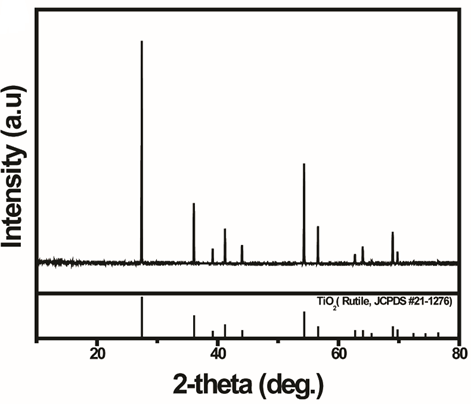 Intensity (a.u)
TiO2( Rutile, JCPDS #21-1276)
20 40 60 80
2-theta (deg.)